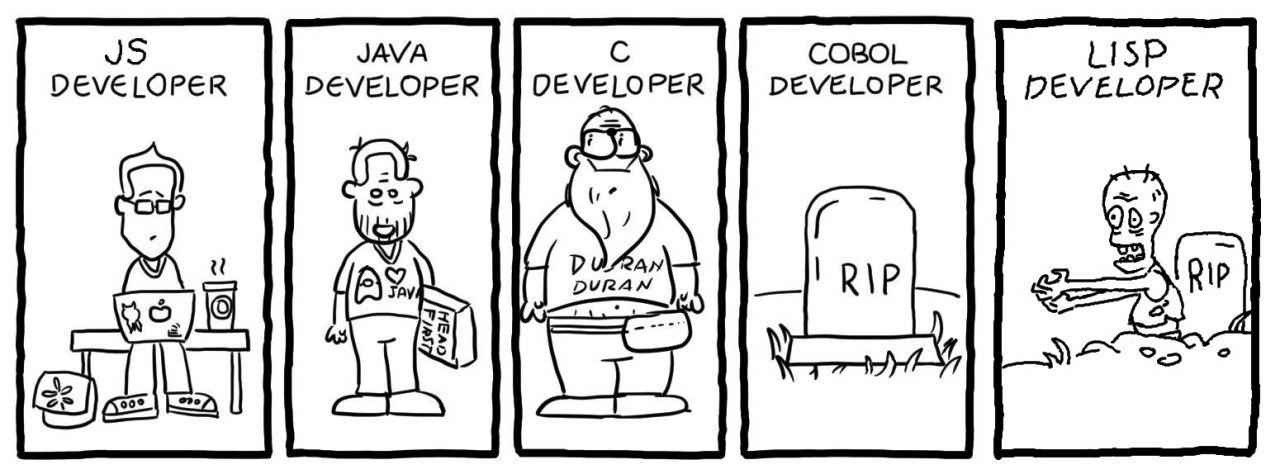 JS
DEVELOPER
JAVA
DEVELOPER
JAVA
HEAD
FIRST
C
DEVELOPER
DURAN
DURAN
COBOL
DEVELOPER
RIP
LISP
DEVELOPER
RIP